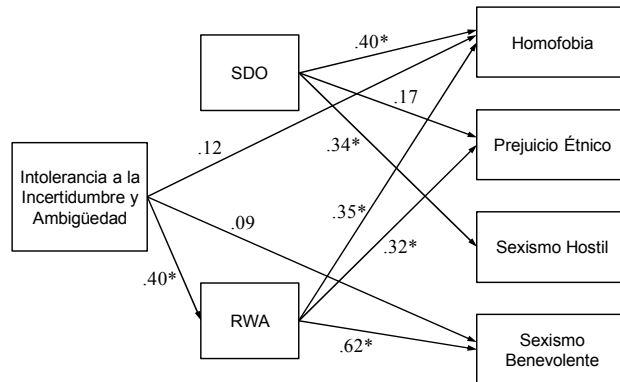 .40*
Homofobia
SDO
.17
.12
.34*
Prejuicio Étnico
Intolerancia a la
Incertidumbre y
Ambigüedad
.35*
.09
.32*
Sexismo Hostil
.40*
RWA
.62*
Sexismo
Benevolente